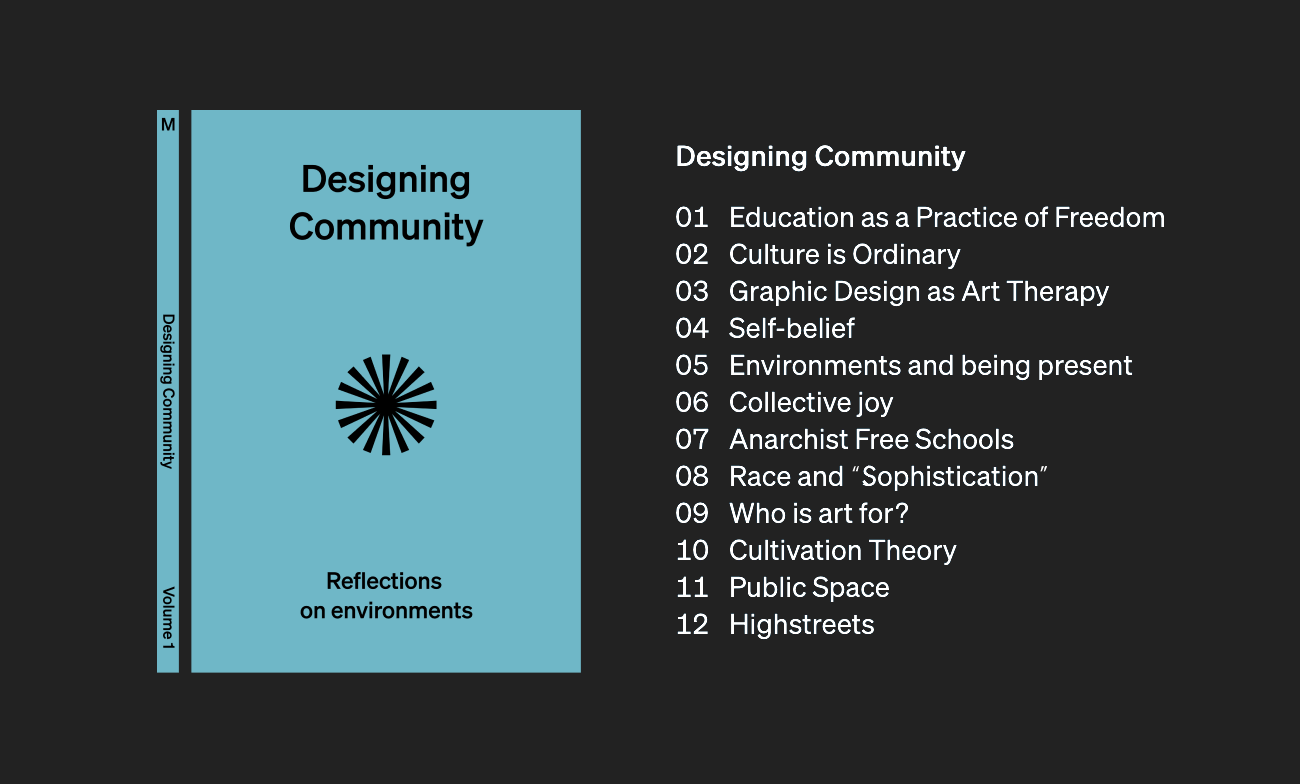 M
Designing Community
Volume 1
Designing
Community
Reflections
on environments
Designing Community
01 Education as a Practice of Freedom
02 Culture is Ordinary
03 Graphic Design as Art Therapy
04 Self-belief
05 Environments and being present
06 Collective joy
07 Anarchist Free Schools
08 Race and “Sophistication”
09 Who is art for?
10 Cultivation Theory
11 Public Space
12 Highstreets